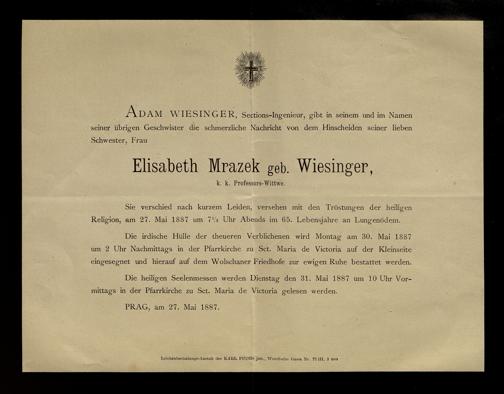 ADAM WIESINGER, Sections-Ingenieur, gibt in seinem und im Namen
seiner übrigen Geschwister die schmerzliche Nachricht von dem Hinscheiden seiner lieben
Schwester, Frau
Elisabeth Mrazek geb. Wiesinger,
k. k. Professors-Wittwe.
Sie verschied nach kurzem Leiden, versehen mit den Tröstungen der heiligen
Religion, am 27. Mai 1887 um Uhr Abends im 65. Lebensjahre an Lungenödem.
Die irdische Hülle der theueren Verblichenen wird Montag am 30. Mai 1887
um 2 Uhr Nachmittags in der Pfarrkirche zu Sct. Maria de Victoria auf der Kleinseite
eingesegnet und hierauf auf dem Wolschaner Friedhofe zur ewigen Ruhe bestattet werden.
Die heiligen Seelenmessen werden Dienstag den 31. Mai 1887 um 10 Uhr Vor-
mittags in der Pfarrkirche zu Sct. Maria de Victoria gelesen werden.
PRAG, am 27. Mai 1887.
der KARL